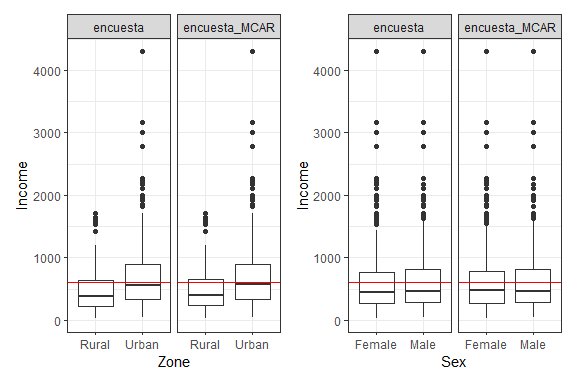 encuesta encuesta_MCAR
4000
3000
2000
1000
0
Income
Rural Urban Rural Urban
Zone
encuesta encuesta_MCAR
4000
3000
2000
1000
0
Income
Female Male Female Male
Sex